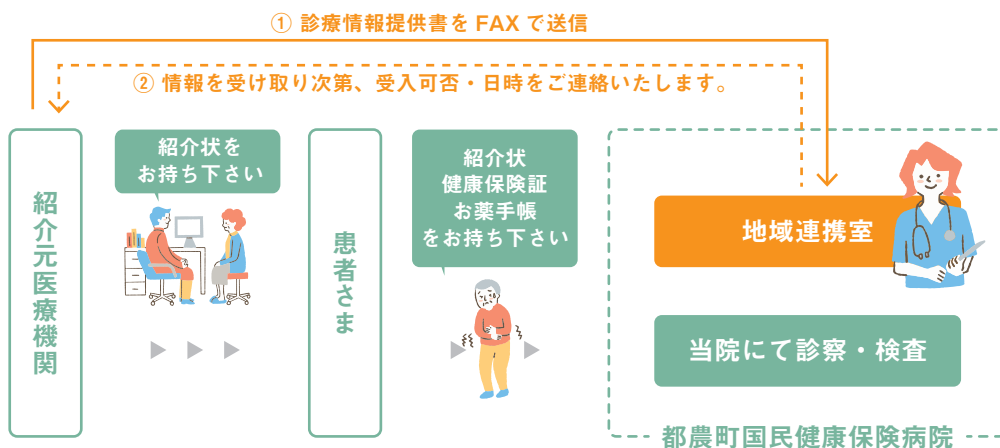 ① 診療情報提供書を FAX で送信
② 情報を受け取り次第、受入可否・日時をご連絡いたします。
紹介元医療機関
紹介状を
お持ち下さい
患者さま
紹介状
健康保険証
お薬手帳
をお持ち下さい
地域連携室
当院にて診察・検査
都農町国民健康保険病院